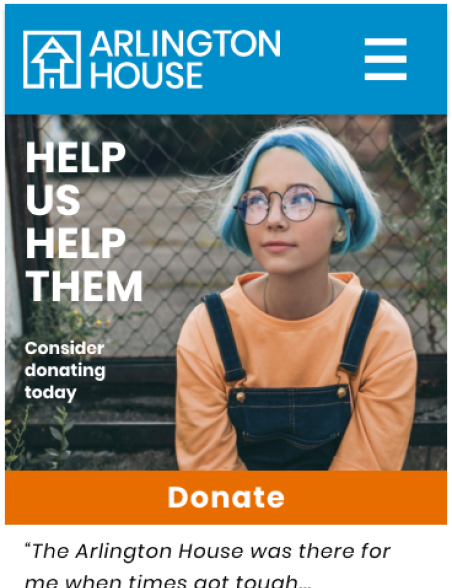 ARLINGTON
HOUSE
HELP
US
HELP
THEM
Consider
donating
today
Donate
“The Arlington House was there for
me when times got tough...